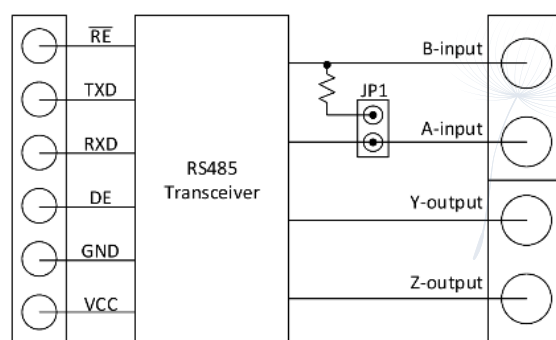 RE
TXD
RXD
DE
GND
VCC
RS485
Transceiver
JP1
B-input
A-input
Y-output
Z-output